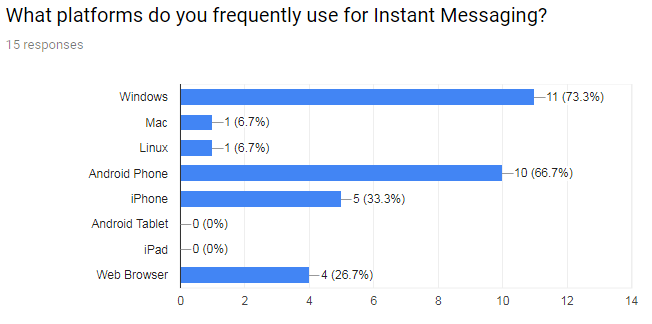 What platforms do you frequently use for Instant Messaging?
15 responses
Windows 11 (73.3%)
Mac 1 (6.7%)
Linux 1 (6.7%)
Android Phone 10 (66.7%)
iPhone 5 (33.3%)
Android Tablet 0 (0%)
iPad 0 (0%)
Web Browser 4 (26.7%)
0 2 4 6 8 10 12 14